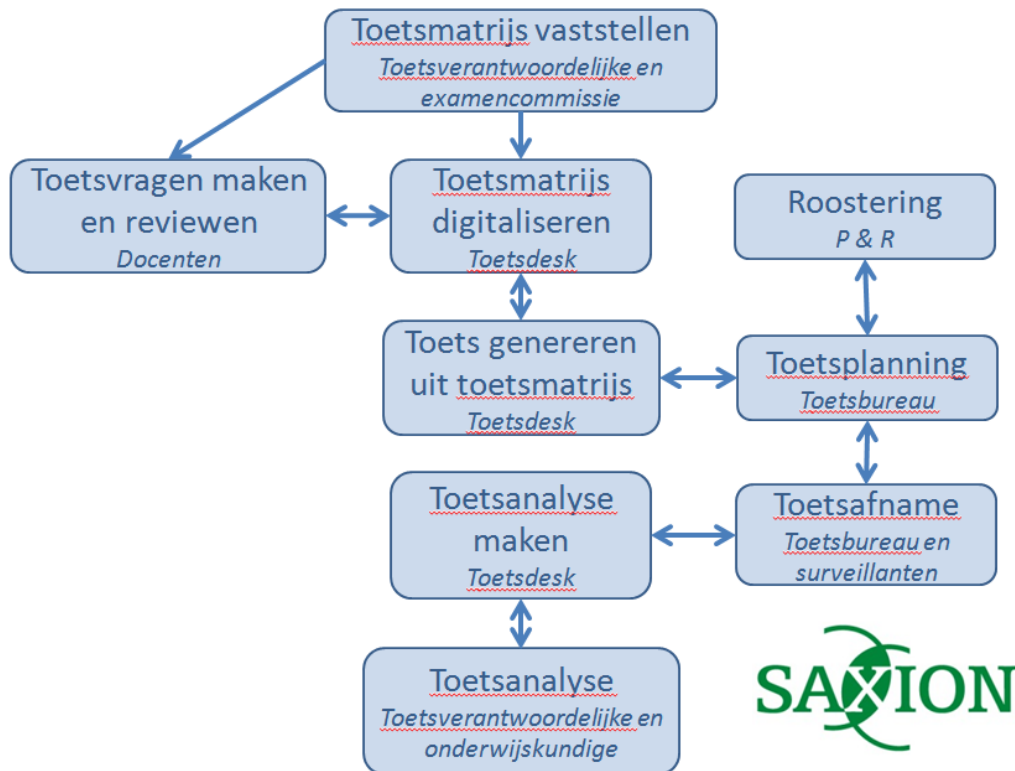 Toetsmatrijs vaststellen
Toetsverantwoordelijke en
examencommissie
Toetsvragen maken
en reviewen
Docenten
Toetsmatrijs
digitaliseren
Toetsdesk
Roostering
P & R
Toets genereren
uit toetsmatrijs
Toetsdesk
Toetsplanning
Toetsbureau
Toetsanalyse
maken
Toetsdesk
Toetsafname
Toetsbureau en
surveillanten
Toetsanalyse
Toetsverantwoordelijke en
onderwijskundige
SAXION